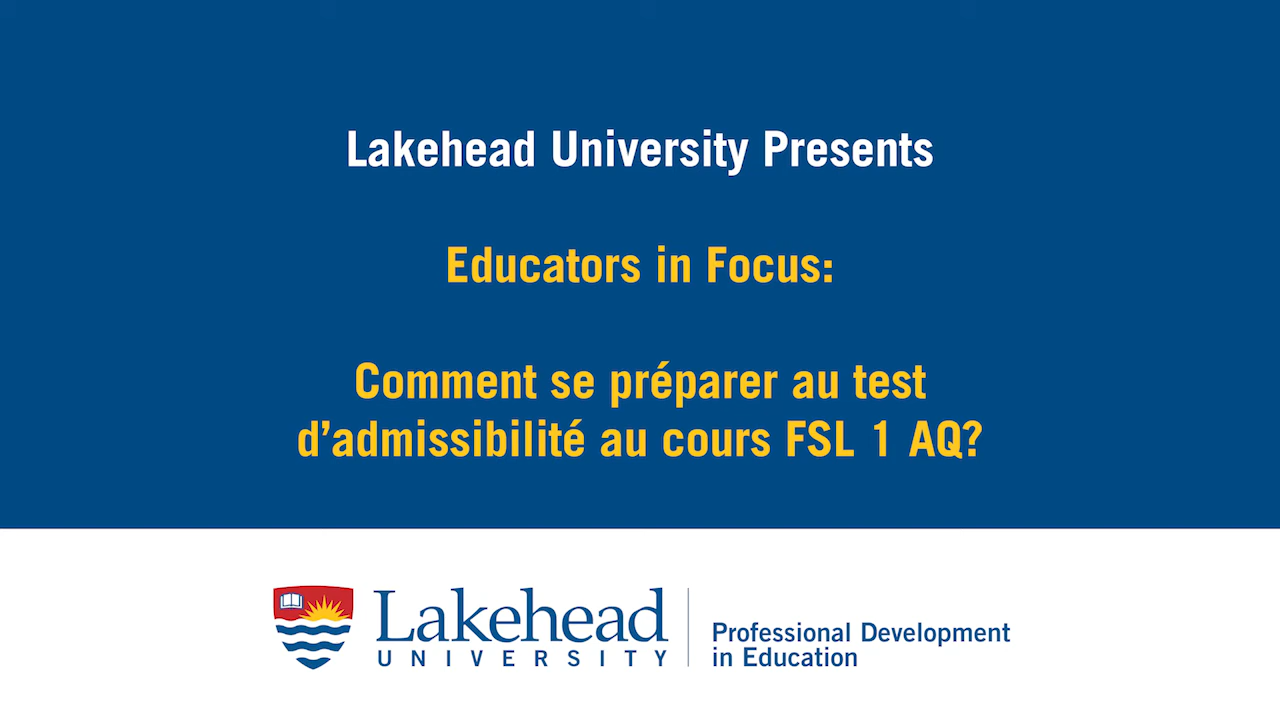 Lakehead University Presents
Educators in Focus:
Comment se préparer au test
d’admissibilité au cours FSL 1 AQ?
Lakehead
UNIVERSITY
Professional Development
in Education